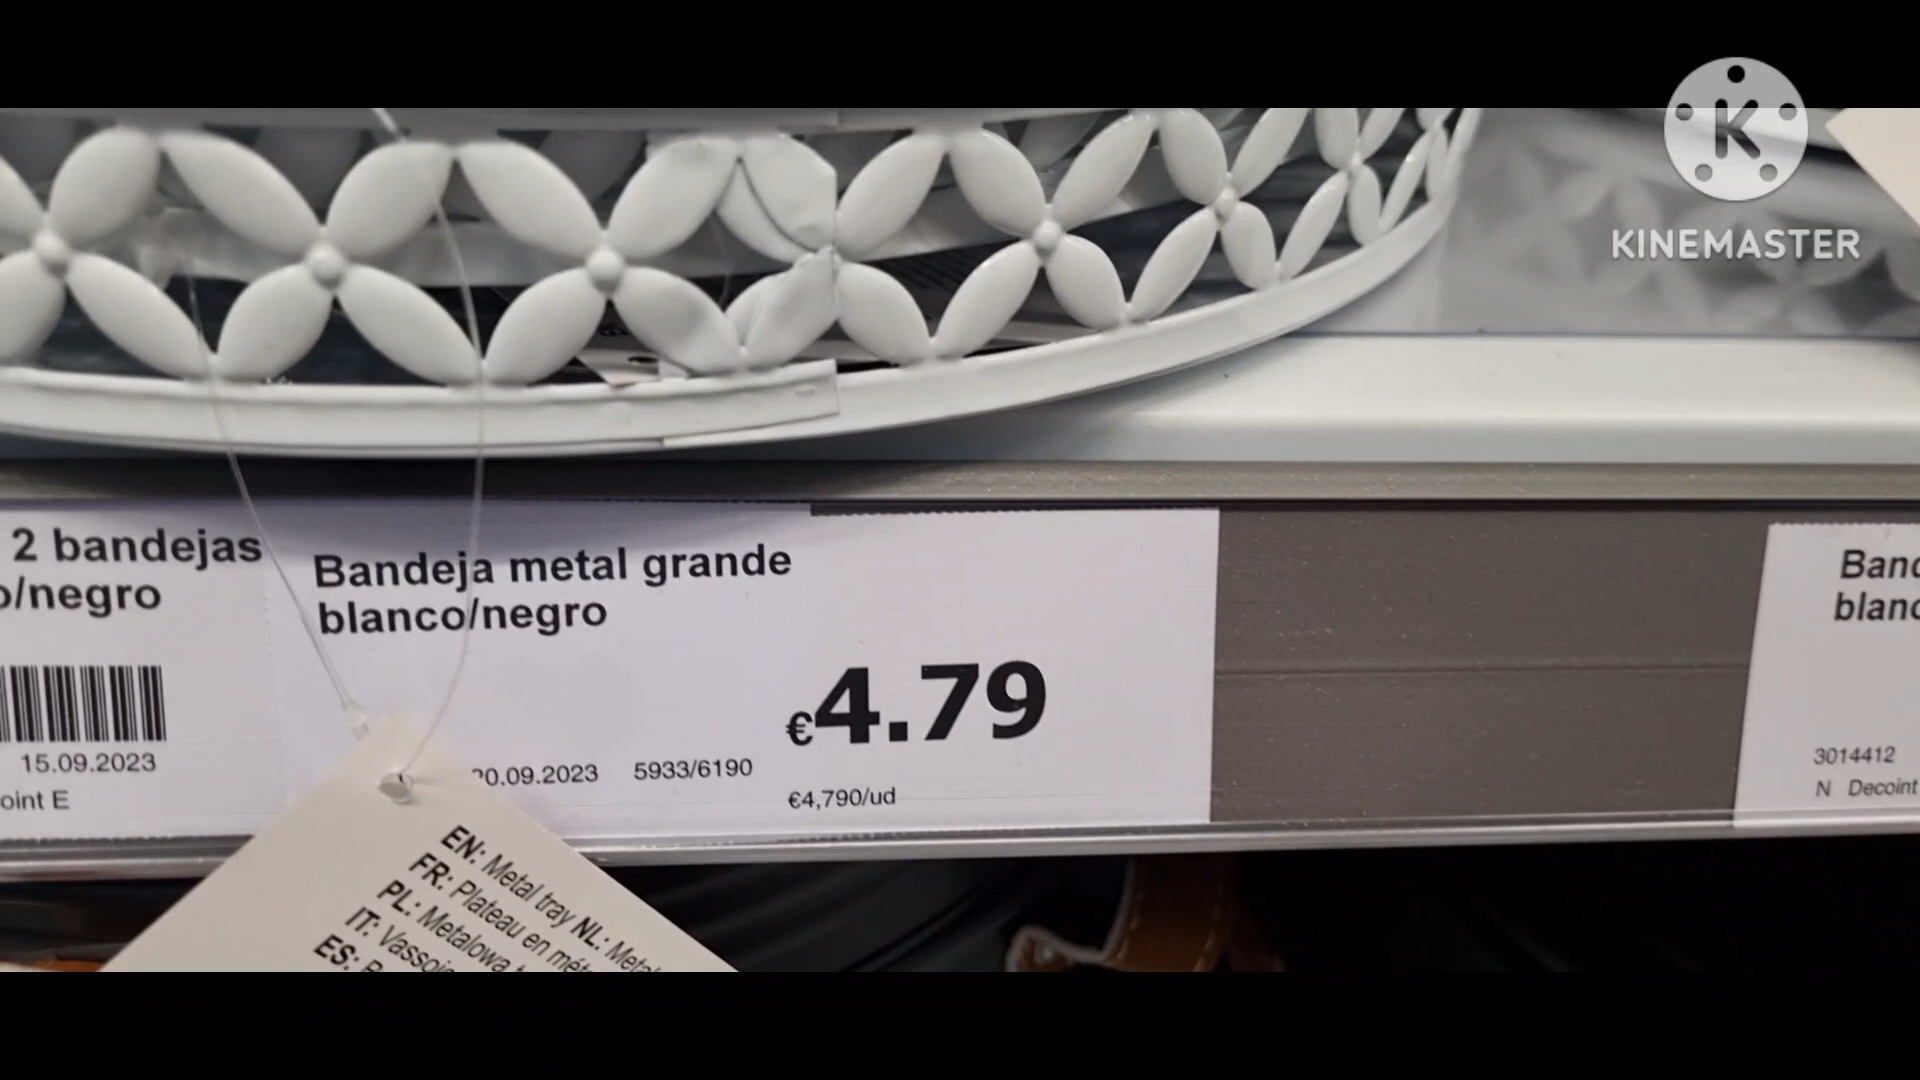 KINEMASTER
2 bandejas
o/negro
15.09.2023
oint E
Bandeja metal grande
blanco/negro
€4.79
20.09.2023 5933/6190
€4,790/ud
Band
blanc
3014412
N Decoint
EN: Metal tray NL: Meta
FR: Plateau en mét
PL: Metalowa t
IT: Vassoi
ES: